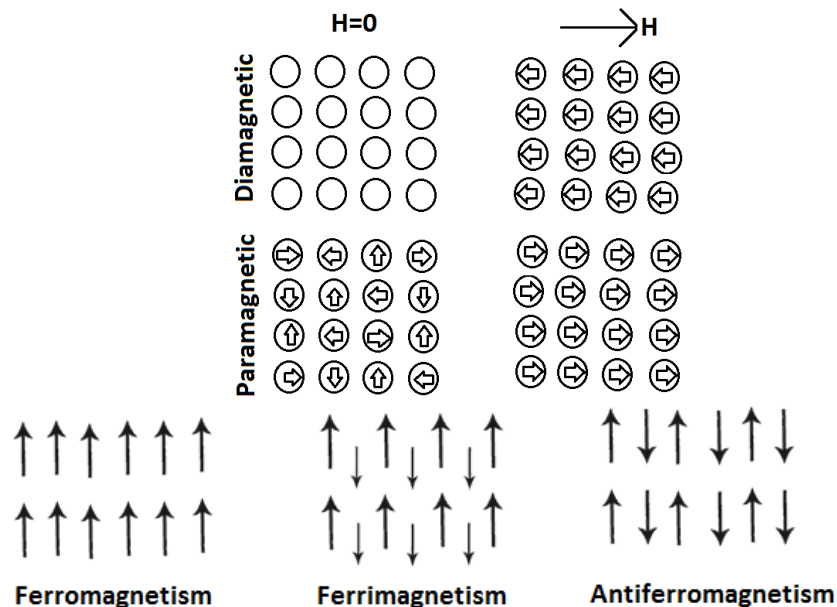 H=0
H
Diamagnetic
Paramagnetic
Ferromagnetism
Ferrimagnetism
Antiferromagnetism